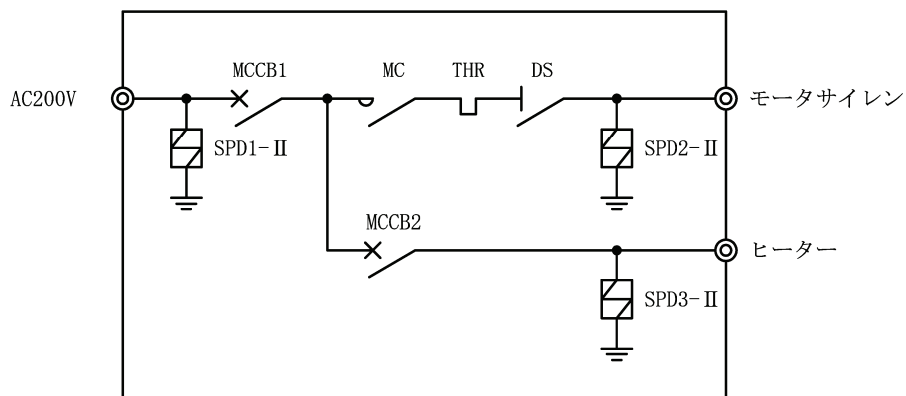 MCCB1
MC
THR
DS
AC200V
モータサイレン
SPD1-Ⅱ
SPD2-Ⅱ
MCCB2
ヒーター
SPD3-Ⅱ